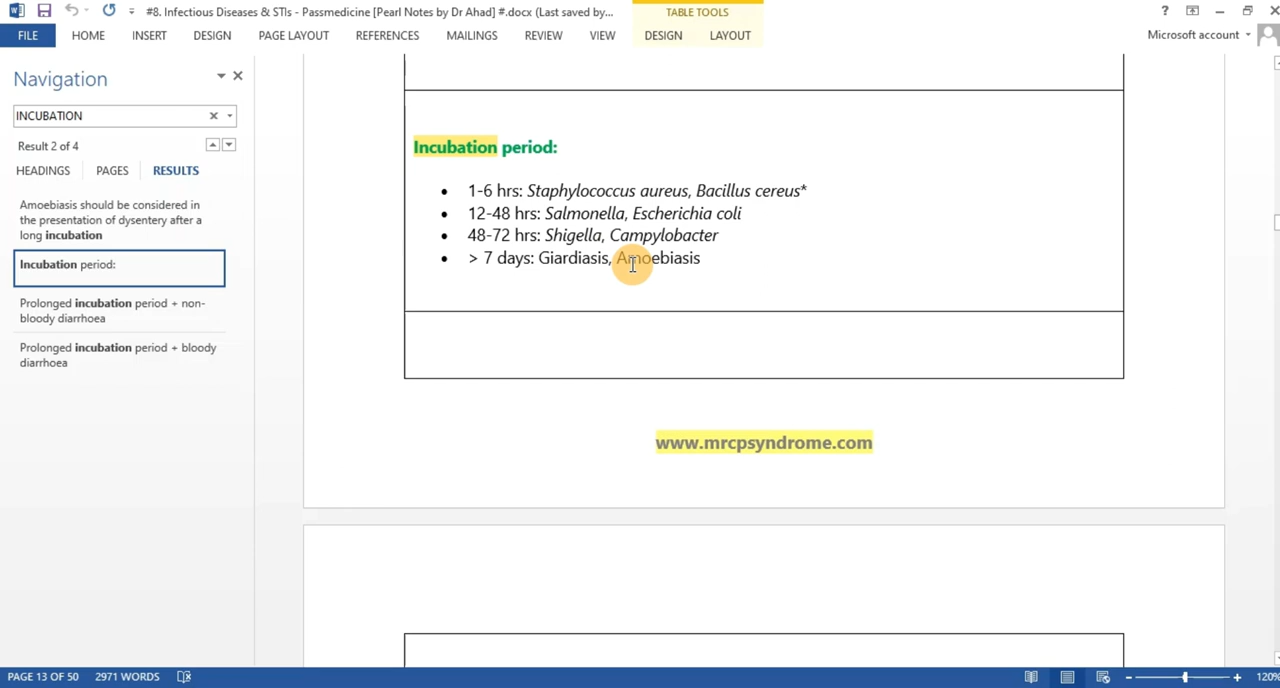 #8. Infectious Diseases & STIs - Passmedicine [Pearl Notes by Dr Ahad] #.docx (Last saved by...
TABLE TOOLS
?
FILE HOME INSERT DESIGN PAGE LAYOUT REFERENCES MAILINGS REVIEW VIEW DESIGN LAYOUT Microsoft account
Navigation
INCUBATION
Result 2 of 4
HEADINGS PAGES RESULTS
Amoebiasis should be considered in
the presentation of dysentery after a
long incubation
Incubation period:
Prolonged incubation period + non-
bloody diarrhoea
Prolonged incubation period + bloody
diarrhoea
Incubation period:
• 1-6 hrs: Staphylococcus aureus, Bacillus cereus*
• 12-48 hrs: Salmonella, Escherichia coli
• 48-72 hrs: Shigella, Campylobacter
• > 7 days: Giardiasis, Amoebiasis
www.mrcpsyndrome.com
PAGE 13 OF 50 2971 WORDS 120%